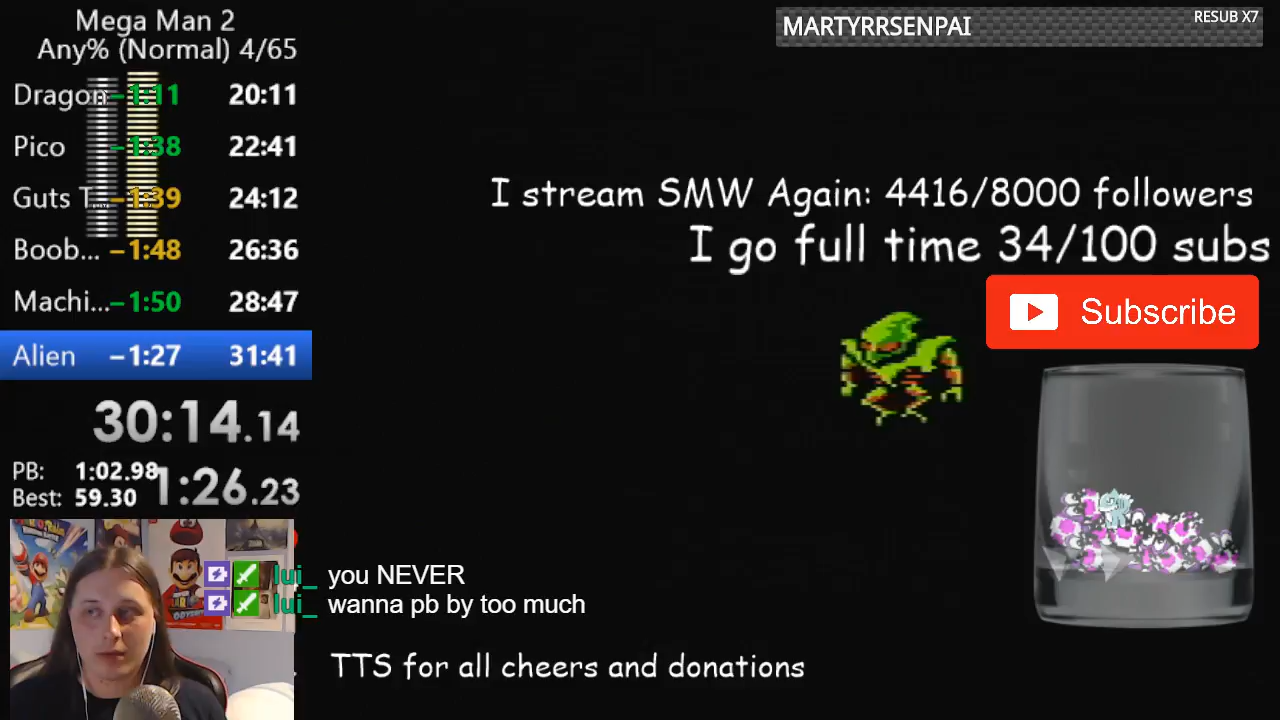 Mega Man 2
Any% (Normal) 4/65
Dragon -1:11 20:11
Pico -1:38 22:41
Guts T... -1:39 24:12
Boob... -1:48 26:36
Machi... -1:50 28:47
Alien -1:27 31:41
30:14.14
PB: 1:02.98
Best: 59.30
1:26.23
MARTYRRSENPAI
RESUB X7
I stream SMW Again: 4416/8000 followers
I go full time 34/100 subs
Subscribe
lui_ you NEVER
lui_ wanna pb by too much
TTS for all cheers and donations